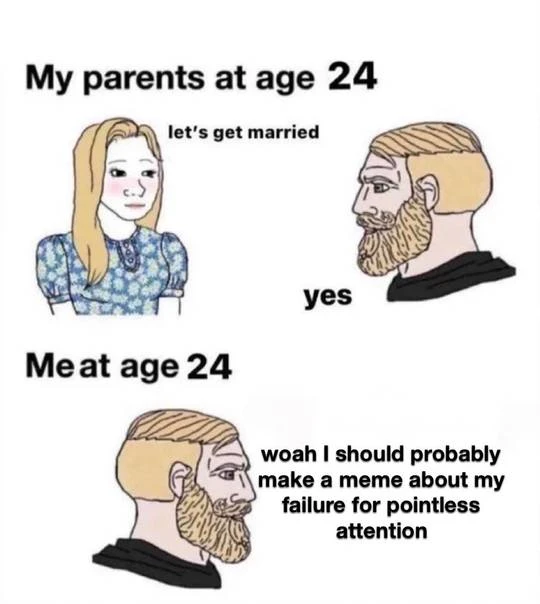 My parents at age 24
let's get married
yes
Me at age 24
woah I should probably
make a meme about my
failure for pointless
attention